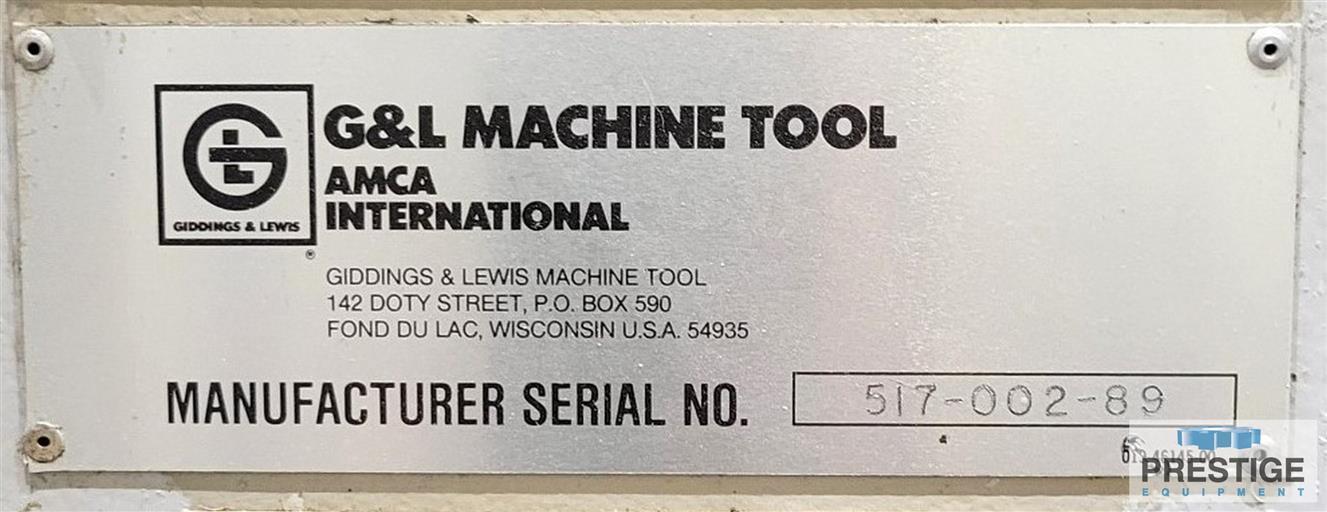 G&L MACHINE TOOL
AMCA
INTERNATIONAL
GIDDINGS & LEWIS
®
GIDDINGS & LEWIS MACHINE TOOL
142 DOTY STREET, P.O. BOX 590
FOND DU LAC, WISCONSIN U.S.A. 54935
MANUFACTURER SERIAL NO. 517-002-89
PRESTIGE
EQUIPMENT